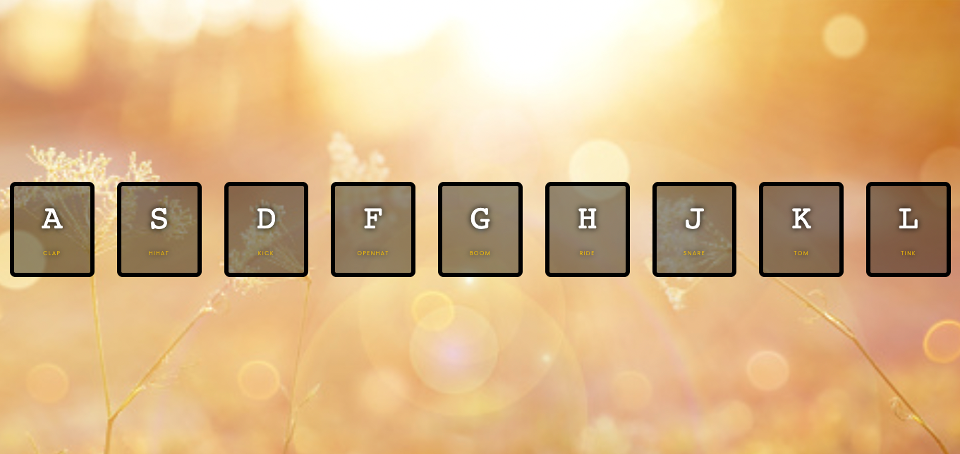 A S D F G H J K L
CLAP HIHAT KICK OPENHAT BOOM RIDE SNARE TOM TINK